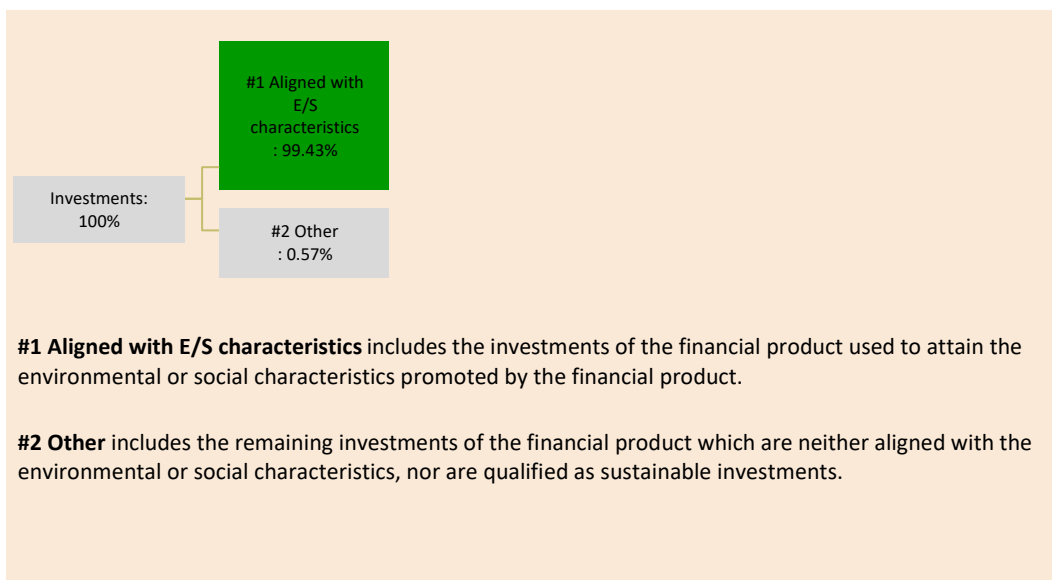 #1 Aligned with
E/S
characteristics
: 99.43%
Investments:
100%
#2 Other
: 0.57%
#1 Aligned with E/S characteristics includes the investments of the financial product used to attain the
environmental or social characteristics promoted by the financial product.
#2 Other includes the remaining investments of the financial product which are neither aligned with the
environmental or social characteristics, nor are qualified as sustainable investments.